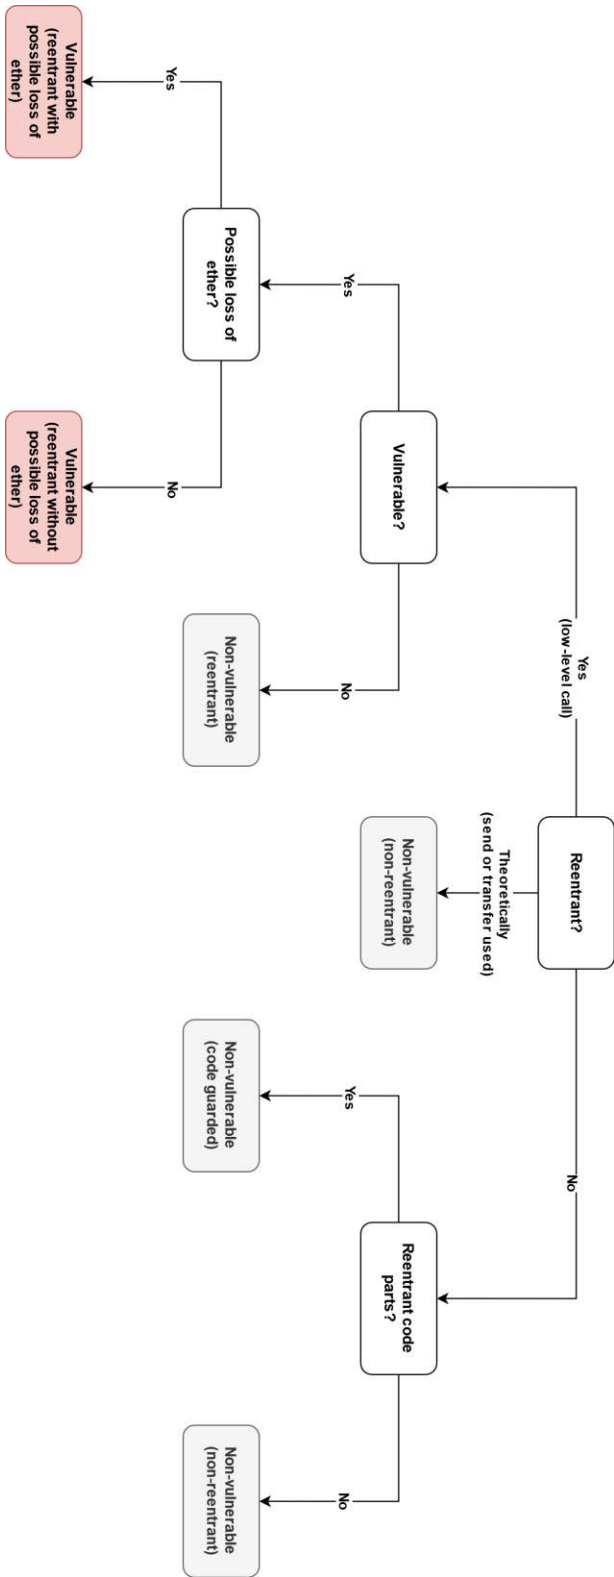 Reentrant?
Yes
(low-level call)
Theoretically
(send or transfer used)
No
Vulnerable?
Non-vulnerable
(non-reentrant)
Reentrant code
parts?
Yes
No
Yes
No
Possible loss of
ether?
Non-vulnerable
(reentrant)
Non-vulnerable
(code guarded)
Non-vulnerable
(non-reentrant)
Yes
No
Vulnerable
(reentrant with
possible loss of
ether)
Vulnerable
(reentrant without
possible loss of
ether)